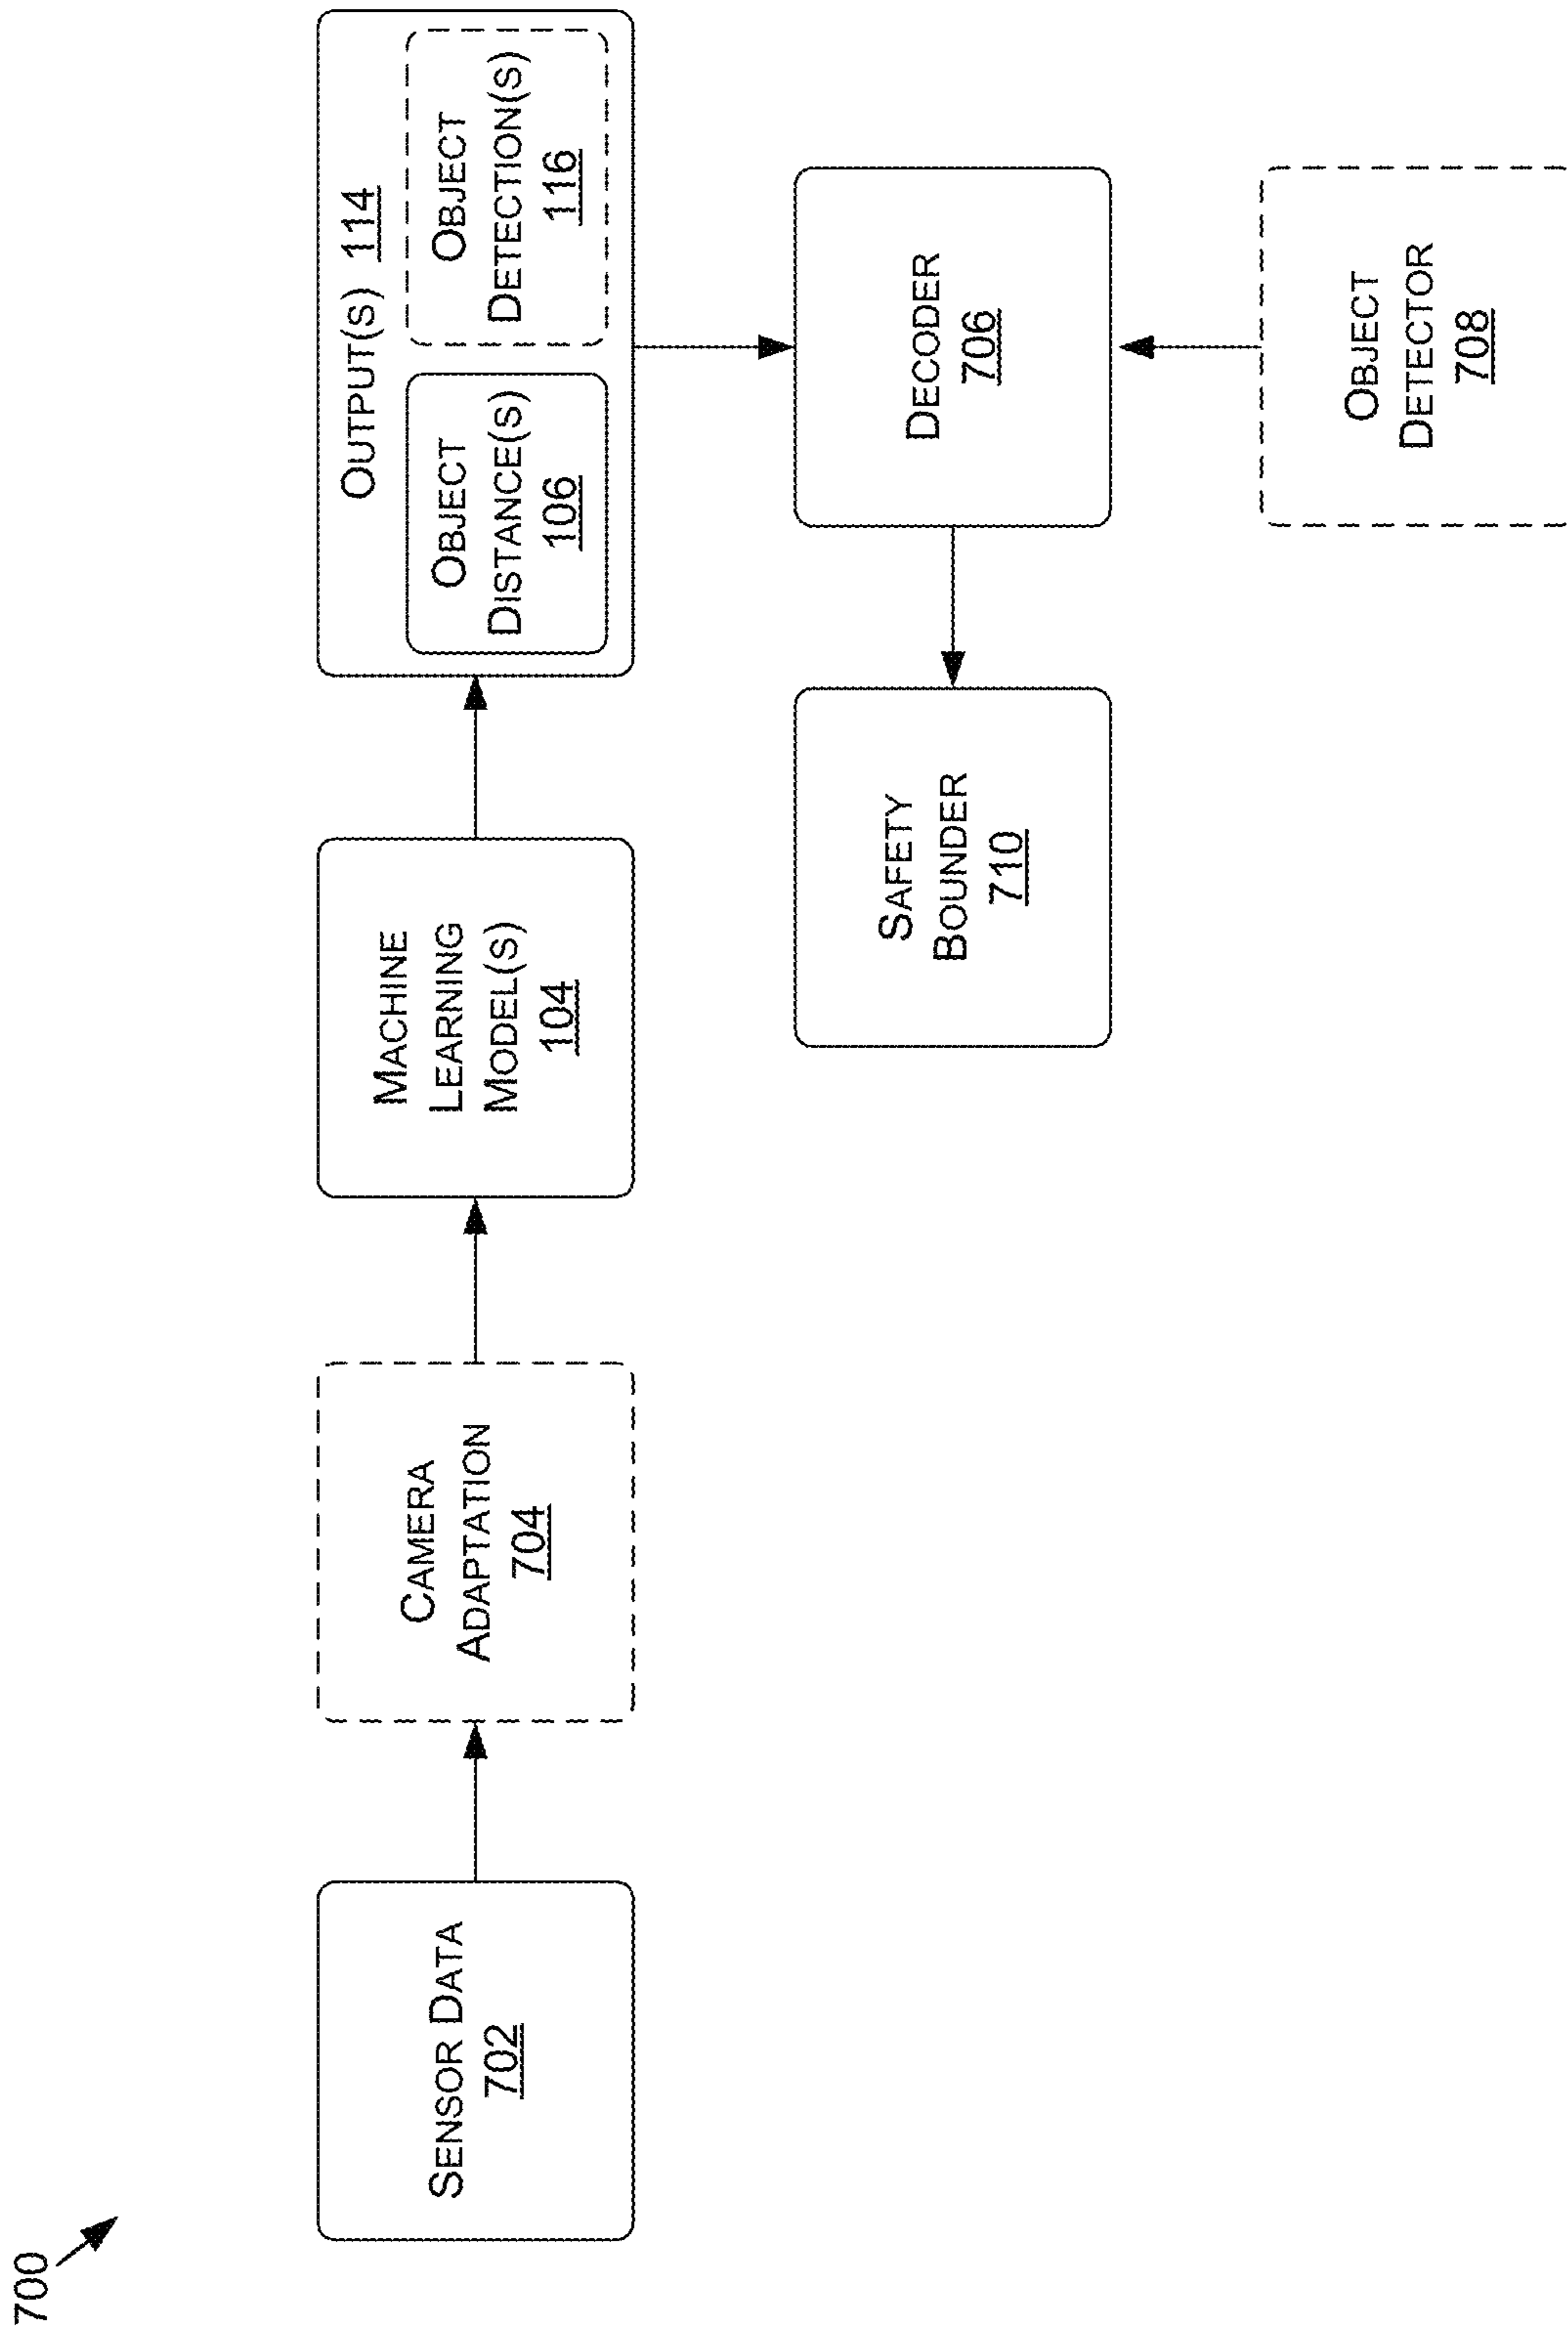 700
SENSOR DATA
702
CAMERA
ADAPTATION
704
MACHINE
LEARNING
MODEL(S)
104
OUTPUT(S) 114
OBJECT
DISTANCE(S)
106
OBJECT
DETECTION(S)
116
SAFETY
BOUNDER
710
DECODER
706
OBJECT
DETECTOR
708